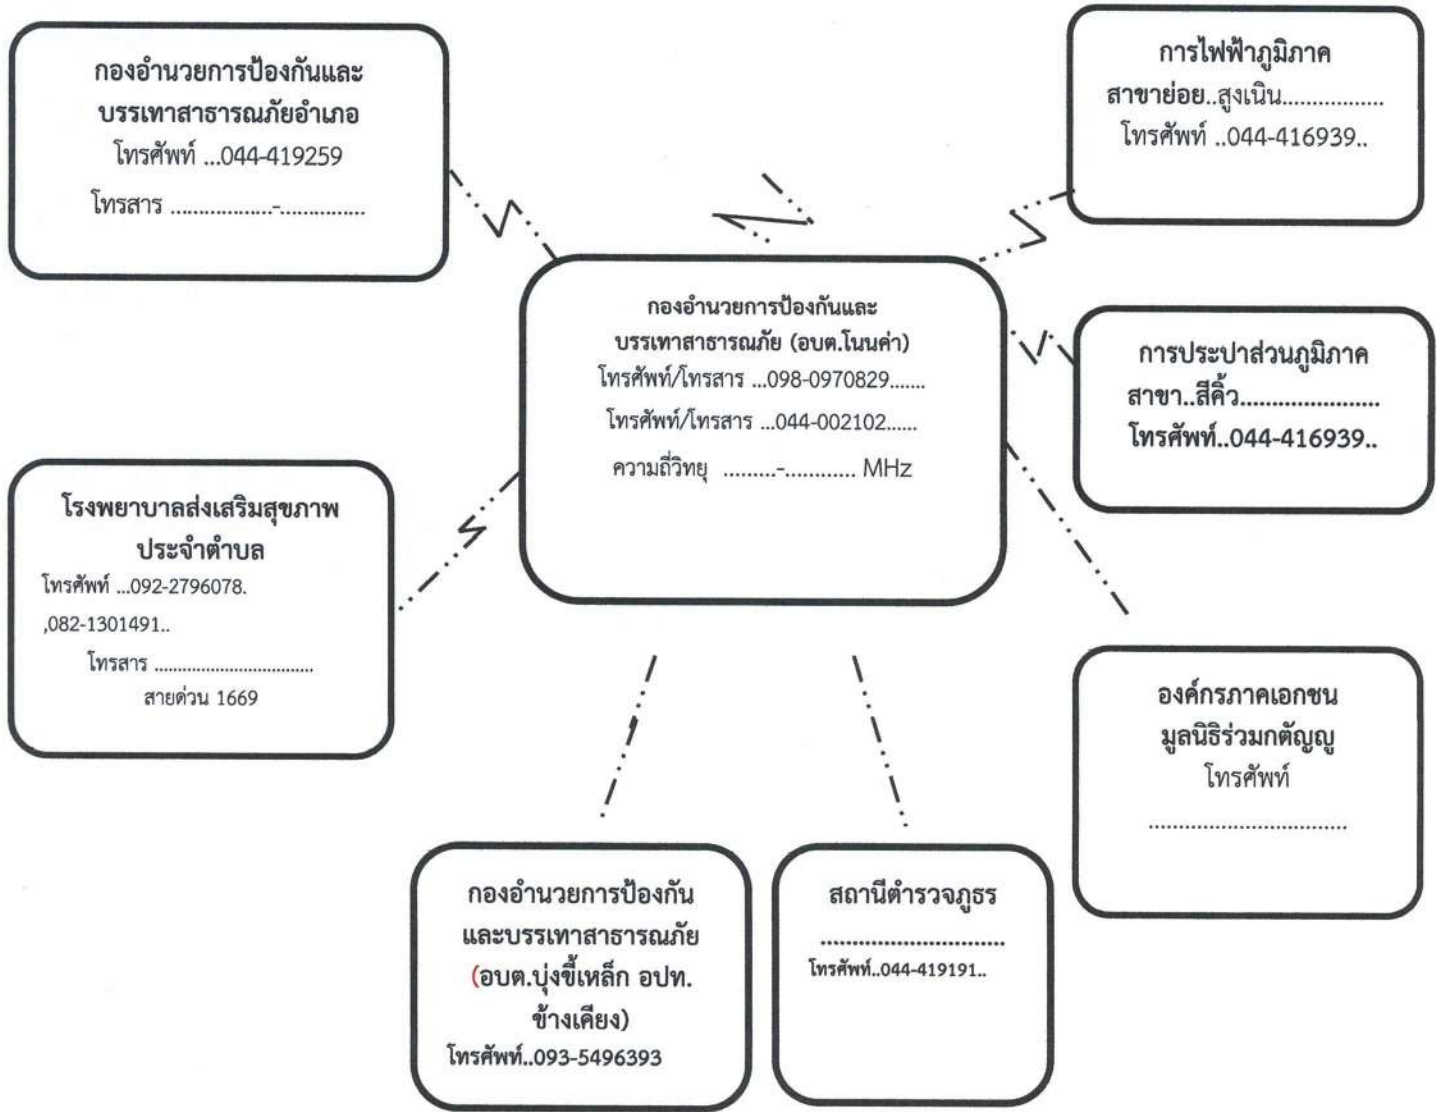 กองอำนวยการป้องกันและ
บรรเทาสาธารณภัยอำเภอ
โทรศัพท์ ...044-419259
โทรสาร ..................-...............
การไฟฟ้าภูมิภาค
สาขาย่อย..สูงเนิน..................
โทรศัพท์ ..044-416939..
กองอำนวยการป้องกันและ
บรรเทาสาธารณภัย (อบต.โนนค่า)
โทรศัพท์/โทรสาร ...098-0970829.......
โทรศัพท์/โทรสาร ...044-002102......
ความถี่วิทยุ .........-............ MHz
การประปาส่วนภูมิภาค
สาขา..สีคิ้ว.......................
โทรศัพท์..044-416939..
โรงพยาบาลส่งเสริมสุขภาพ
ประจำตำบล
โทรศัพท์ ...092-2796078.
,082-1301491..
โทรสาร ................................
สายด่วน 1669
องค์กรภาคเอกชน
มูลนิธิร่วมกตัญญู
โทรศัพท์
.................................
กองอำนวยการป้องกัน
และบรรเทาสาธารณภัย
(อบต.บุ่งขี้เหล็ก อปท.
ข้างเคียง)
โทรศัพท์..093-5496393
สถานีตำรวจภูธร
...............................
โทรศัพท์..044-419191..